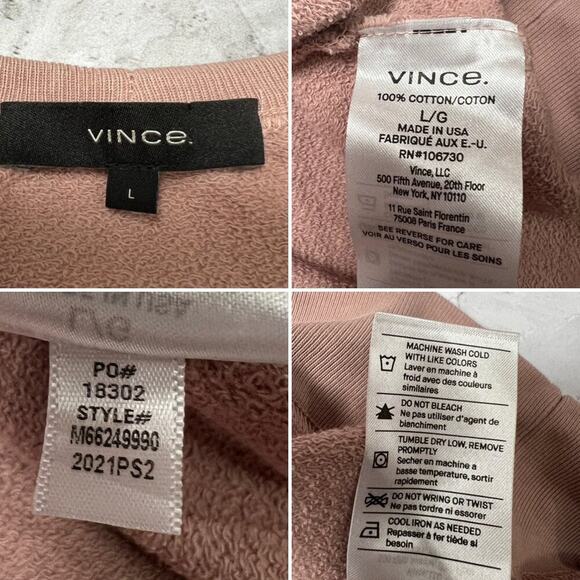 VINCE.
L
VINCE.
100% COTTON/COTON
L/G
MADE IN USA
FABRIQUÉ AUX E.-U.
RN#106730
Vince, LLC
500 Fifth Avenue, 20th Floor
New York, NY 10110
11 Rue Saint Florentin
75008 Paris France
SEE REVERSE FOR CARE
VOIR AU VERSO POUR LES SOINS
PO#
18302
STYLE#
M66249990
2021PS2
MACHINE WASH COLD
WITH LIKE COLORS
Laver en machine à
froid avec des couleurs
similaires
DO NOT BLEACH
Ne pas utiliser d'agent de
blanchiment
TUMBLE DRY LOW, REMOVE
PROMPTLY
Secher en machine a
basse temperature, sortir
rapidement
DO NOT WRING OR TWIST
Ne pas tordre ni essorer
COOL IRON AS NEEDED
Repasser à fer tiède si
besoin